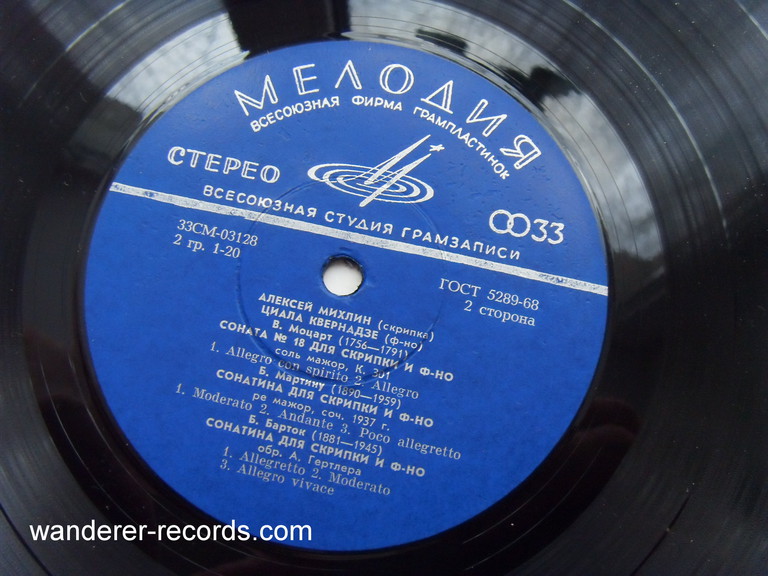 МЕЛОДИЯ
ВСЕСОЮЗНАЯ ФИРМА ГРАМПЛАСТИНОК
СТЕРЕО
33
ВСЕСОЮЗНАЯ СТУДИЯ ГРАМЗАПИСИ
33СМ-03128
2 гр. 1-20
ГОСТ 5289-68
2 сторона
АЛЕКСЕЙ МИХЛИН (скрипка)
ЦИАЛА КВЕРНАДЗЕ (ф-но)
В. Моцарт (1756—1791)
СОНАТА № 18 ДЛЯ СКРИПКИ И Ф-НО
соль мажор, К. 301
1. Allegro con spirito 2. Allegro
Б. Мартину (1890—1959)
СОНАТИНА ДЛЯ СКРИПКИ И Ф-НО
ре мажор, соч. 1937 г.
1. Moderato 2. Andante 3. Poco allegretto
Б. Барток (1881—1945)
СОНАТИНА ДЛЯ СКРИПКИ И Ф-НО
обр. А. Гертлера
1. Allegretto 2. Moderato
3. Allegro vivace
wanderer-records.com